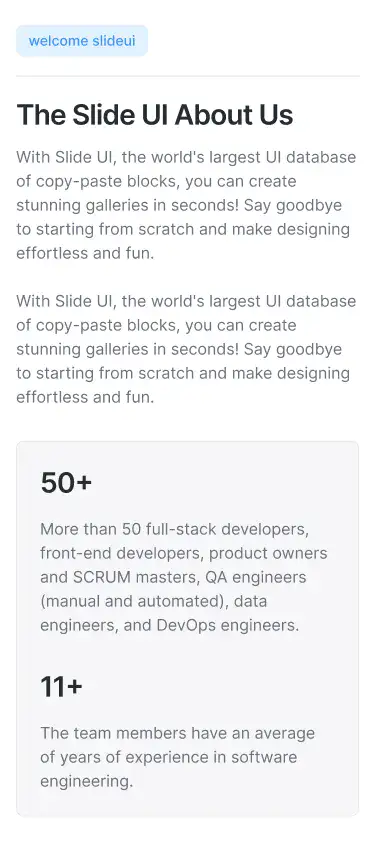 welcome slideui
The Slide UI About Us
With Slide UI, the world's largest UI database
of copy-paste blocks, you can create
stunning galleries in seconds! Say goodbye
to starting from scratch and make designing
effortless and fun.
With Slide UI, the world's largest UI database
of copy-paste blocks, you can create
stunning galleries in seconds! Say goodbye
to starting from scratch and make designing
effortless and fun.
50+
More than 50 full-stack developers,
front-end developers, product owners
and SCRUM masters, QA engineers
(manual and automated), data
engineers, and DevOps engineers.
11+
The team members have an average
of years of experience in software
engineering.